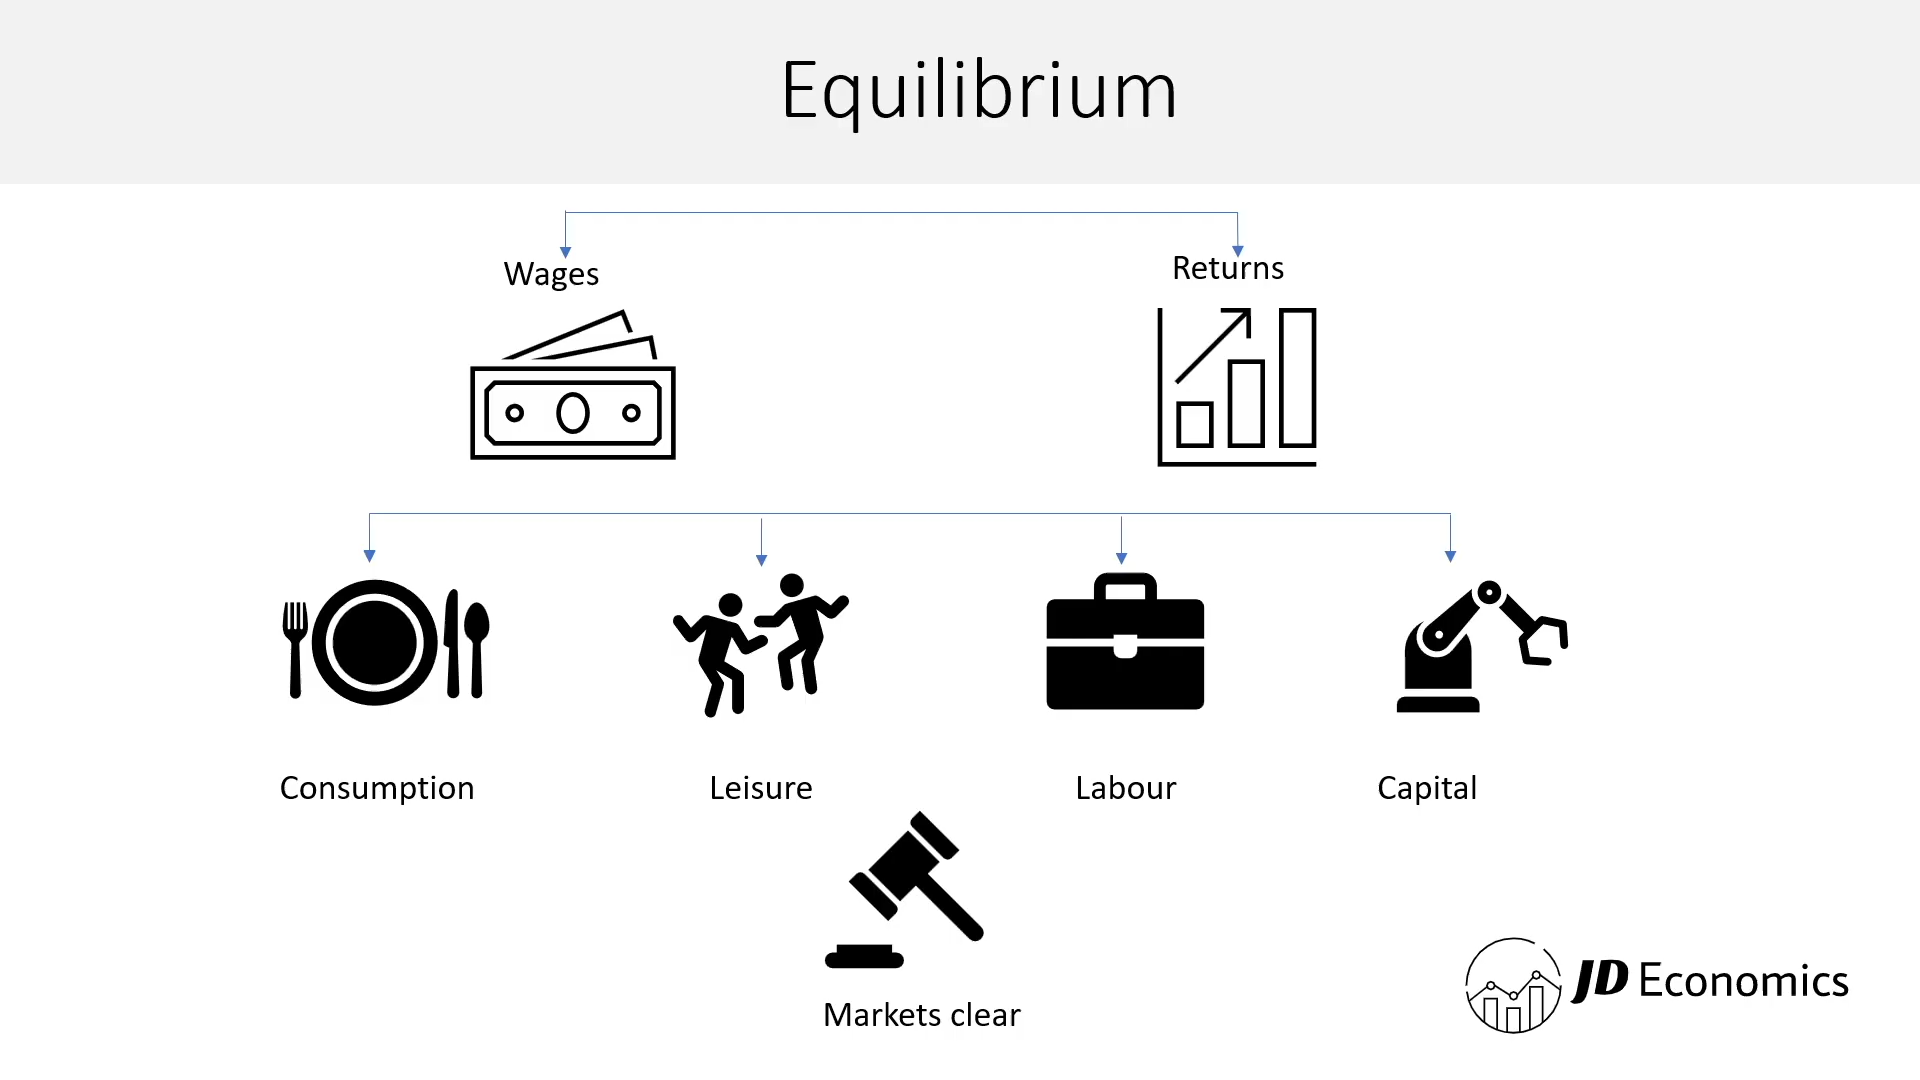 Equilibrium
Wages
Returns
Consumption
Leisure
Labour
Capital
Markets clear
JD Economics